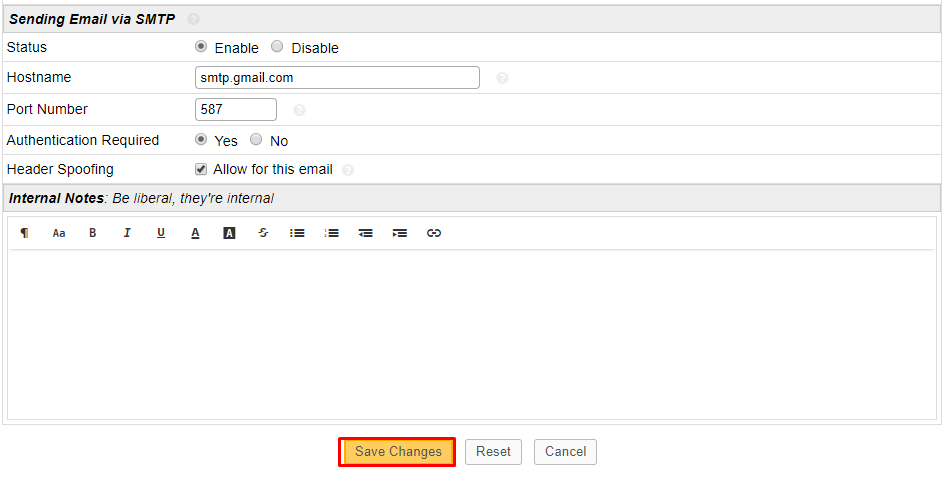 Sending Email via SMTP ?
Status Enable Disable
Hostname smtp.gmail.com ?
Port Number 587 ?
Authentication Required Yes No
Header Spoofing Allow for this email ?
Internal Notes: Be liberal, they're internal
¶ Aa B I U A A S
Save Changes Reset Cancel